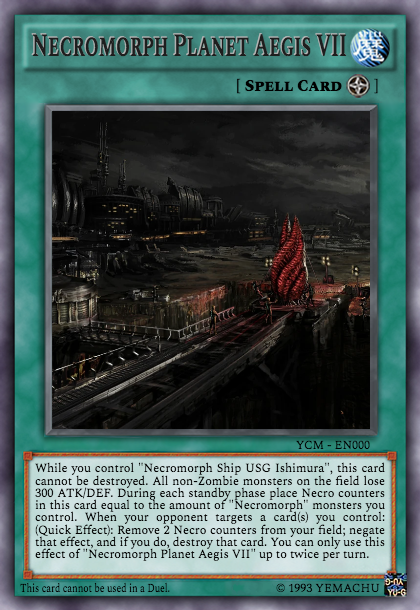 Necromorph Planet Aegis VII 魔
[ Spell Card ]
YCM - EN000
While you control "Necromorph Ship USG Ishimura", this card
cannot be destroyed. All non-Zombie monsters on the field lose
300 ATK/DEF. During each standby phase place Necro counters
in this card equal to the amount of "Necromorph" monsters you
control. When your opponent targets a card(s) you control:
(Quick Effect): Remove 2 Necro counters from your field; negate
that effect, and if you do, destroy that card. You can only use this
effect of "Necromorph Planet Aegis VII" up to twice per turn.
This card cannot be used in a Duel.
© 1993 YEMACHU
D-NA
YU-G